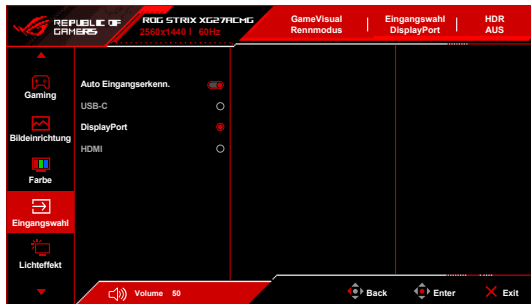 REPUBLIC OF
GAMERS
ROG STRIX XG27ACMG
2560x1440 | 60Hz
GameVisual
Rennmodus
Eingangswahl
DisplayPort
HDR
AUS
Gaming
Bildeinrichtung
Farbe
Eingangswahl
Lichteffekt
Auto Eingangserkenn.
USB-C
DisplayPort
HDMI
Volume 50
Back
Enter
Exit